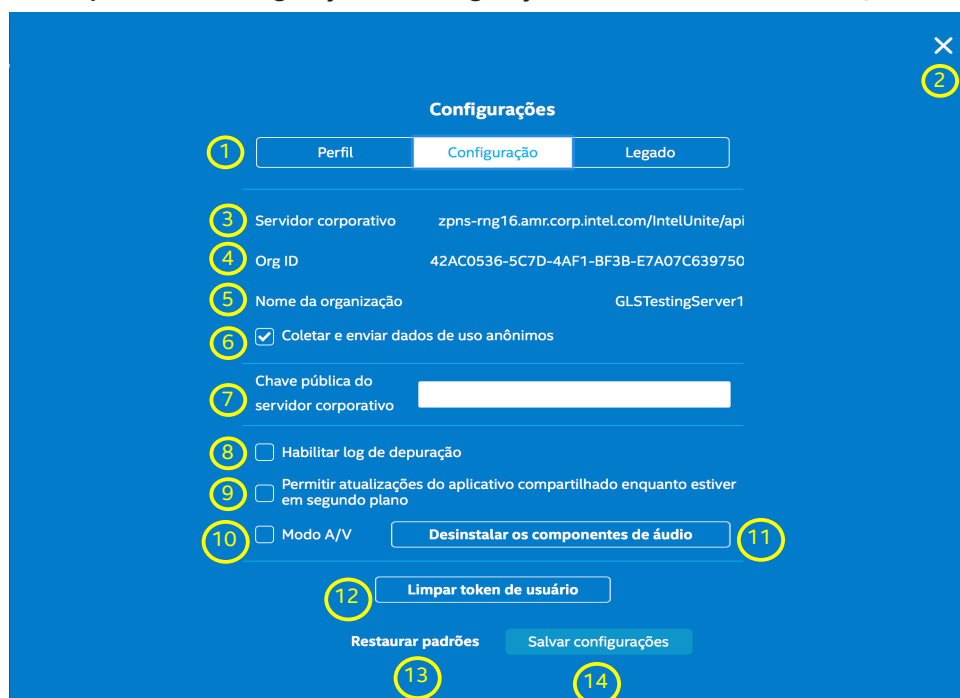 2
Configurações
1 Perfil Configuração Legado
3 Servidor corporativo zpns-rng16.amr.corp.intel.com/IntelUnite/api
4 Org ID 42AC0536-5C7D-4AF1-BF3B-E7A07C639750
5 Nome da organização GLSTestingServer1
6 Coletar e enviar dados de uso anônimos
Chave pública do
7 servidor corporativo
8 Habilitar log de depuração
Permitir atualizações do aplicativo compartilhado enquanto estiver
9 em segundo plano
10 Modo A/V Desinstalar os componentes de áudio 11
12 Limpar token de usuário
Restaurar padrões Salvar configurações
13 14